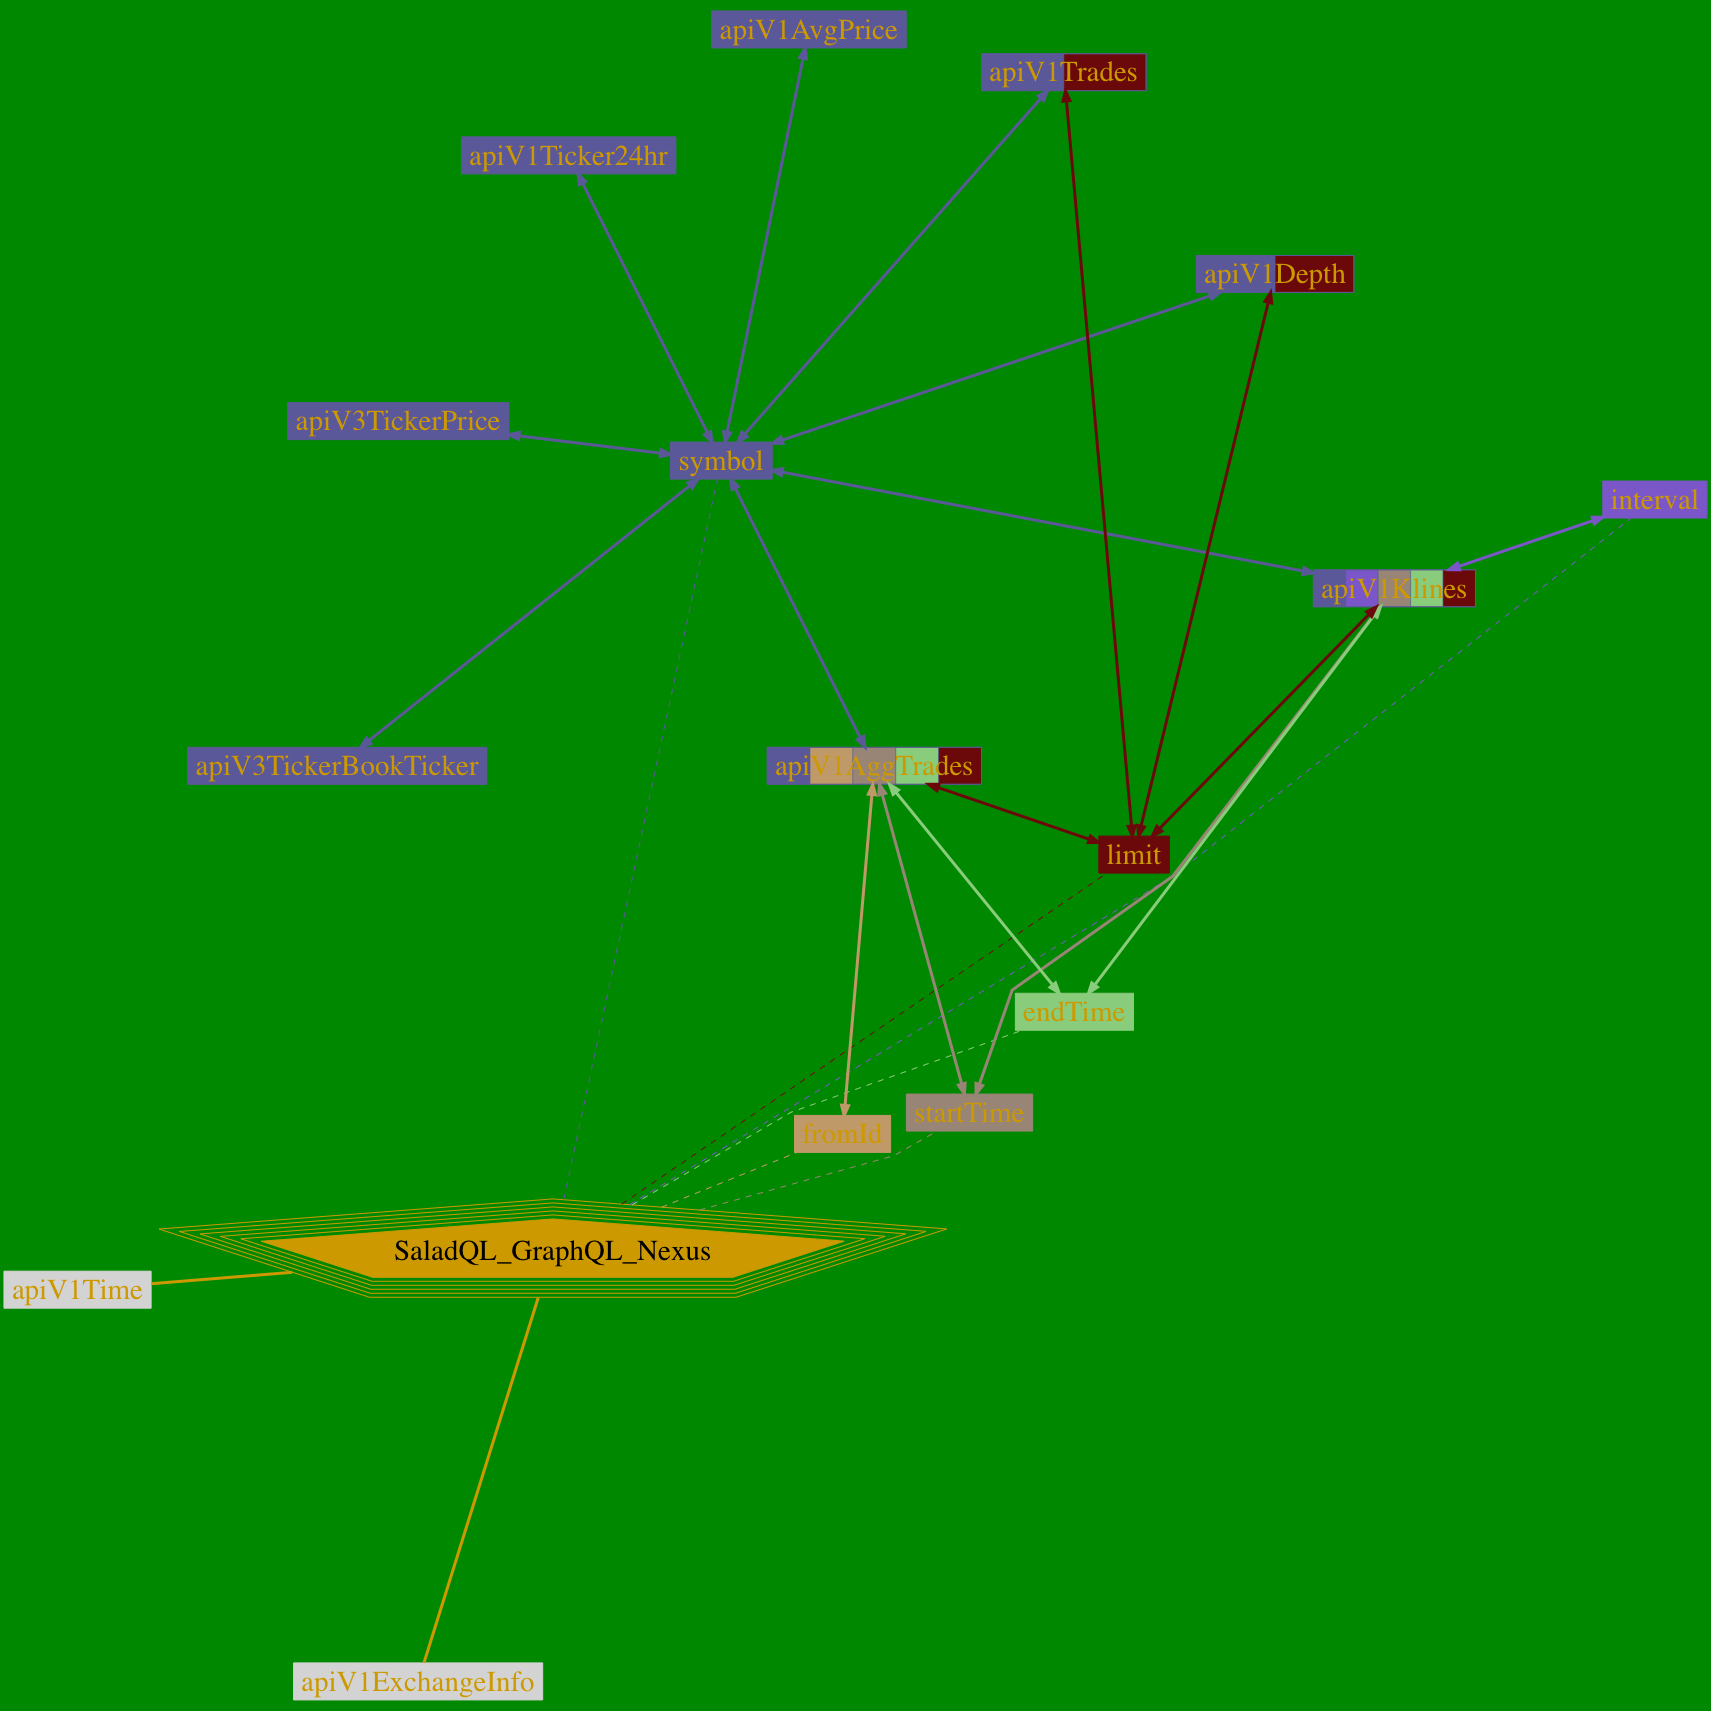 apiV1AvgPrice
apiV1Trades
apiV1Ticker24hr
apiV1Depth
apiV3TickerPrice
symbol
interval
apiV1Klines
apiV3TickerBookTicker
apiV1AggTrades
limit
endTime
startTime
fromId
SaladQL_GraphQL_Nexus
apiV1Time
apiV1ExchangeInfo